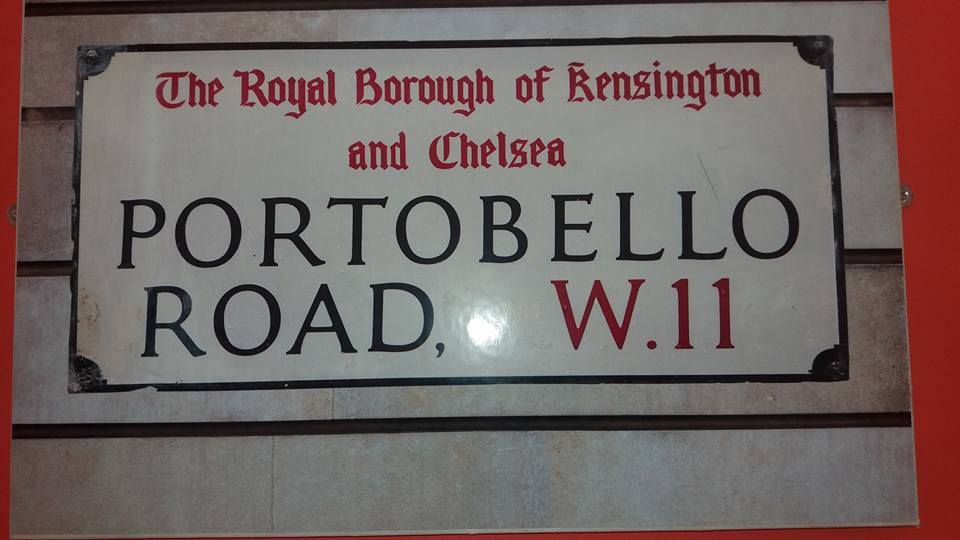 The Royal Borough of Kensington
and Chelsea
PORTOBELLO
ROAD, W.11